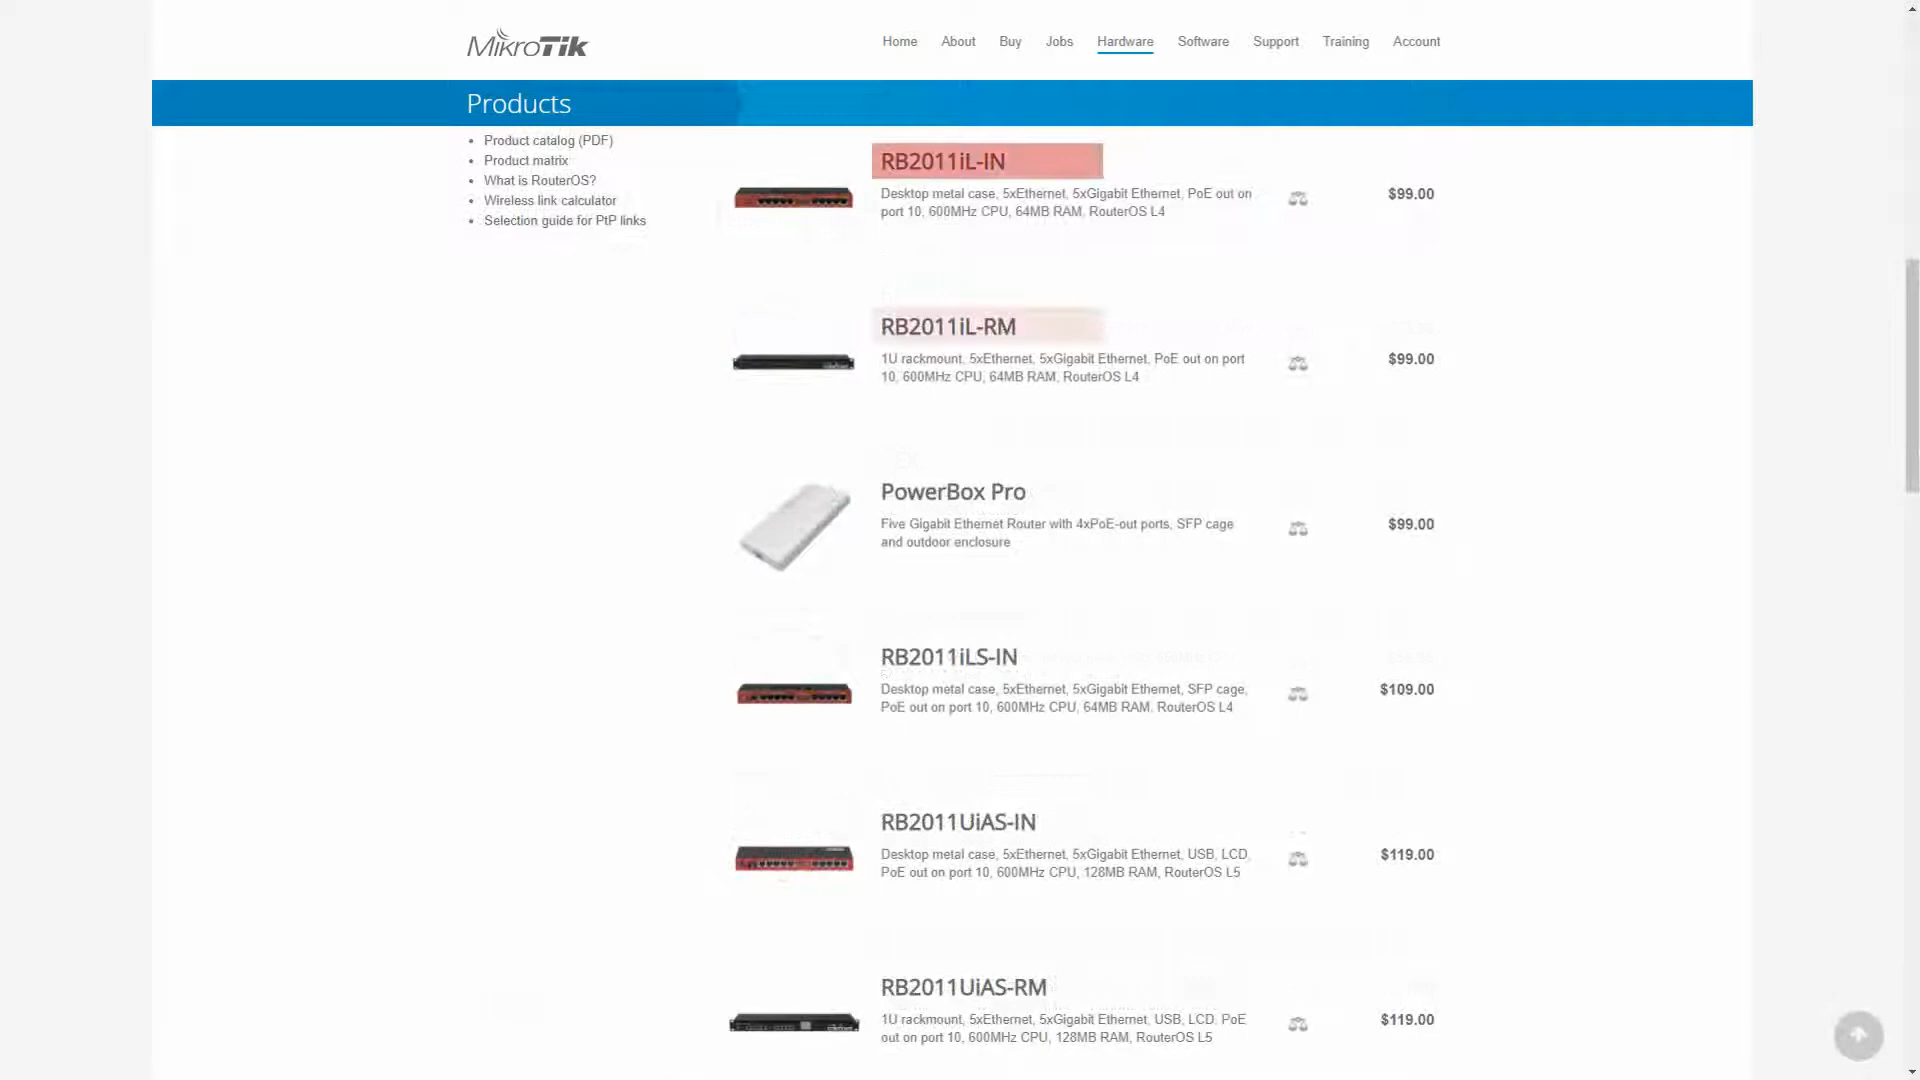 MikroTik
Home About Buy Jobs Hardware Software Support Training Account
Products
Product catalog (PDF)
Product matrix
What is RouterOS?
Wireless link calculator
Selection guide for PtP links
RB2011iL-IN
Desktop metal case, 5xEthernet, 5xGigabit Ethernet, PoE out on
port 10, 600MHz CPU, 64MB RAM, RouterOS L4
$99.00
RB2011iL-RM
1U rackmount, 5xEthernet, 5xGigabit Ethernet, PoE out on port
10, 600MHz CPU, 64MB RAM, RouterOS L4
$99.00
PowerBox Pro
Five Gigabit Ethernet Router with 4xPoE-out ports, SFP cage
and outdoor enclosure
$99.00
RB2011iLS-IN
Desktop metal case, 5xEthernet, 5xGigabit Ethernet, SFP cage,
PoE out on port 10, 600MHz CPU, 64MB RAM, RouterOS L4
$109.00
RB2011UiAS-IN
Desktop metal case, 5xEthernet, 5xGigabit Ethernet, USB, LCD,
PoE out on port 10, 600MHz CPU, 128MB RAM, RouterOS L5
$119.00
RB2011UiAS-RM
1U rackmount, 5xEthernet, 5xGigabit Ethernet, USB, LCD, PoE
out on port 10, 600MHz CPU, 128MB RAM, RouterOS L5
$119.00